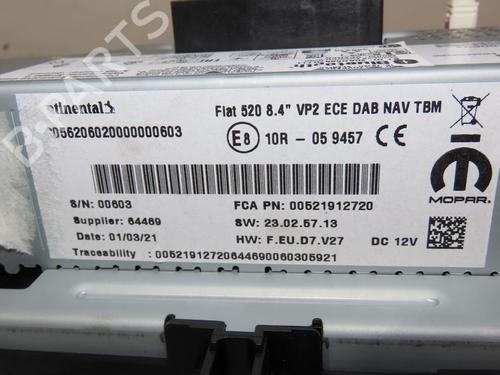 ntinental
Fiat 520 8.4" VP2 ECE DAB NAV TBM
056206020000000603
E8 10R - 05 9457 CE
S/N: 00603
FCA PN: 00521912720
MOPAR
Supplier: 64469
SW: 23.02.57.13
Date: 01/03/21
HW: F.EU.D7.V27
DC 12V
Traceability : 00521912720644690060305921
B-PARTS
Bluetooth